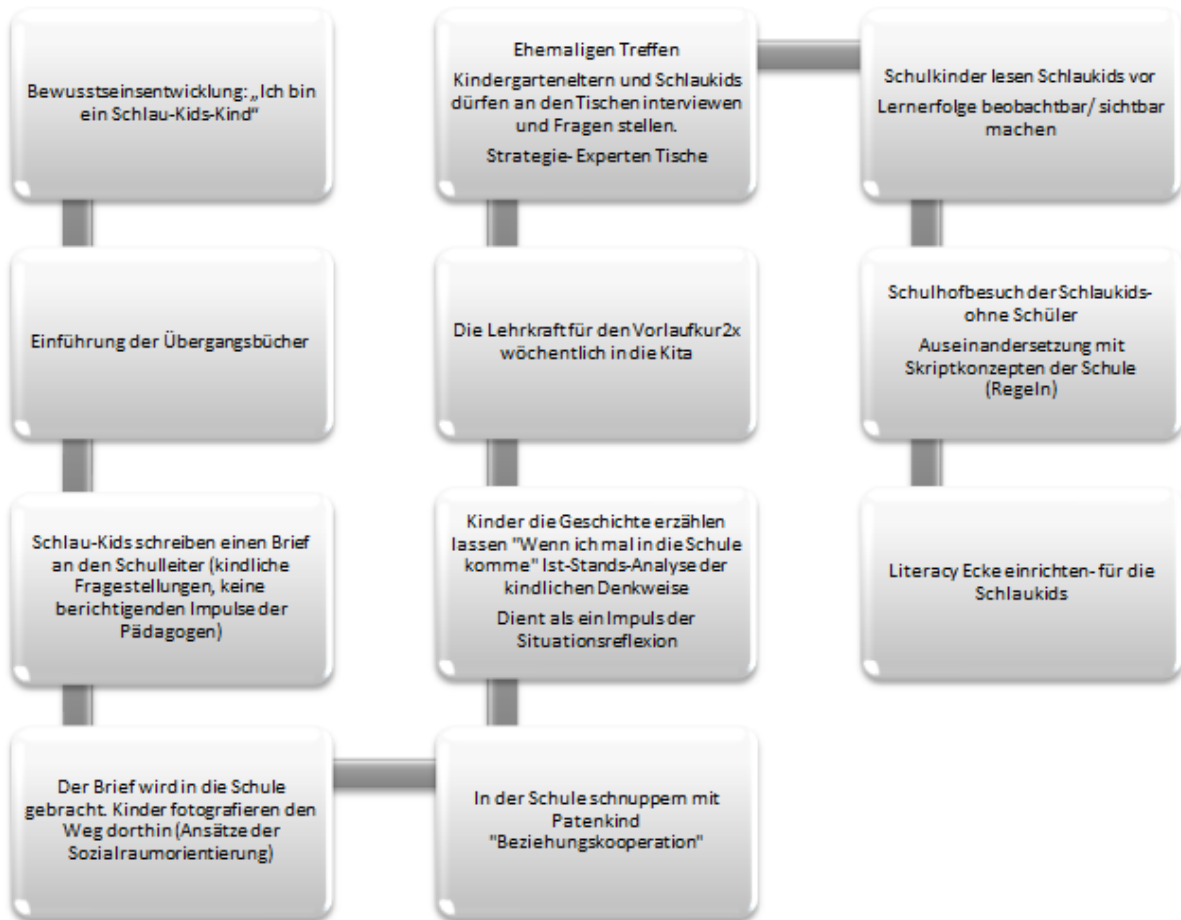 Bewusstseinsentwicklung: „Ich bin
ein Schlau-Kids-Kind“
Einführung der Übergangsbücher
Schlau-Kids schreiben einen Brief
an den Schulleiter (kindliche
Fragestellungen, keine
berichtigenden Impulse der
Pädagogen)
Der Brief wird in die Schule
gebracht. Kinder fotografieren den
Weg dorthin (Ansätze der
Sozialraumorientierung)
In der Schule schnuppern mit
Patenkind
"Beziehungskooperation"
Kinder die Geschichte erzählen
lassen "Wenn ich mal in die Schule
komme" Ist-Stands-Analyse der
kindlichen Denkweise
Dient als ein Impuls der
Situationsreflexion
Die Lehrkraft für den Vorlaufkur 2x
wöchentlich in die Kita
Ehemaligen Treffen
Kindergarteneltern und Schlaukids
dürfen an den Tischen interviewen
und Fragen stellen.
Strategie- Experten Tische
Schulkinder lesen Schlaukids vor
Lernerfolge beobachtbar/ sichtbar
machen
Schulhofbesuch der Schlaukids-
ohne Schüler
Auseinandersetzung mit
Skriptkonzepten der Schule
(Regeln)
Literacy Ecke einrichten- für die
Schlaukids